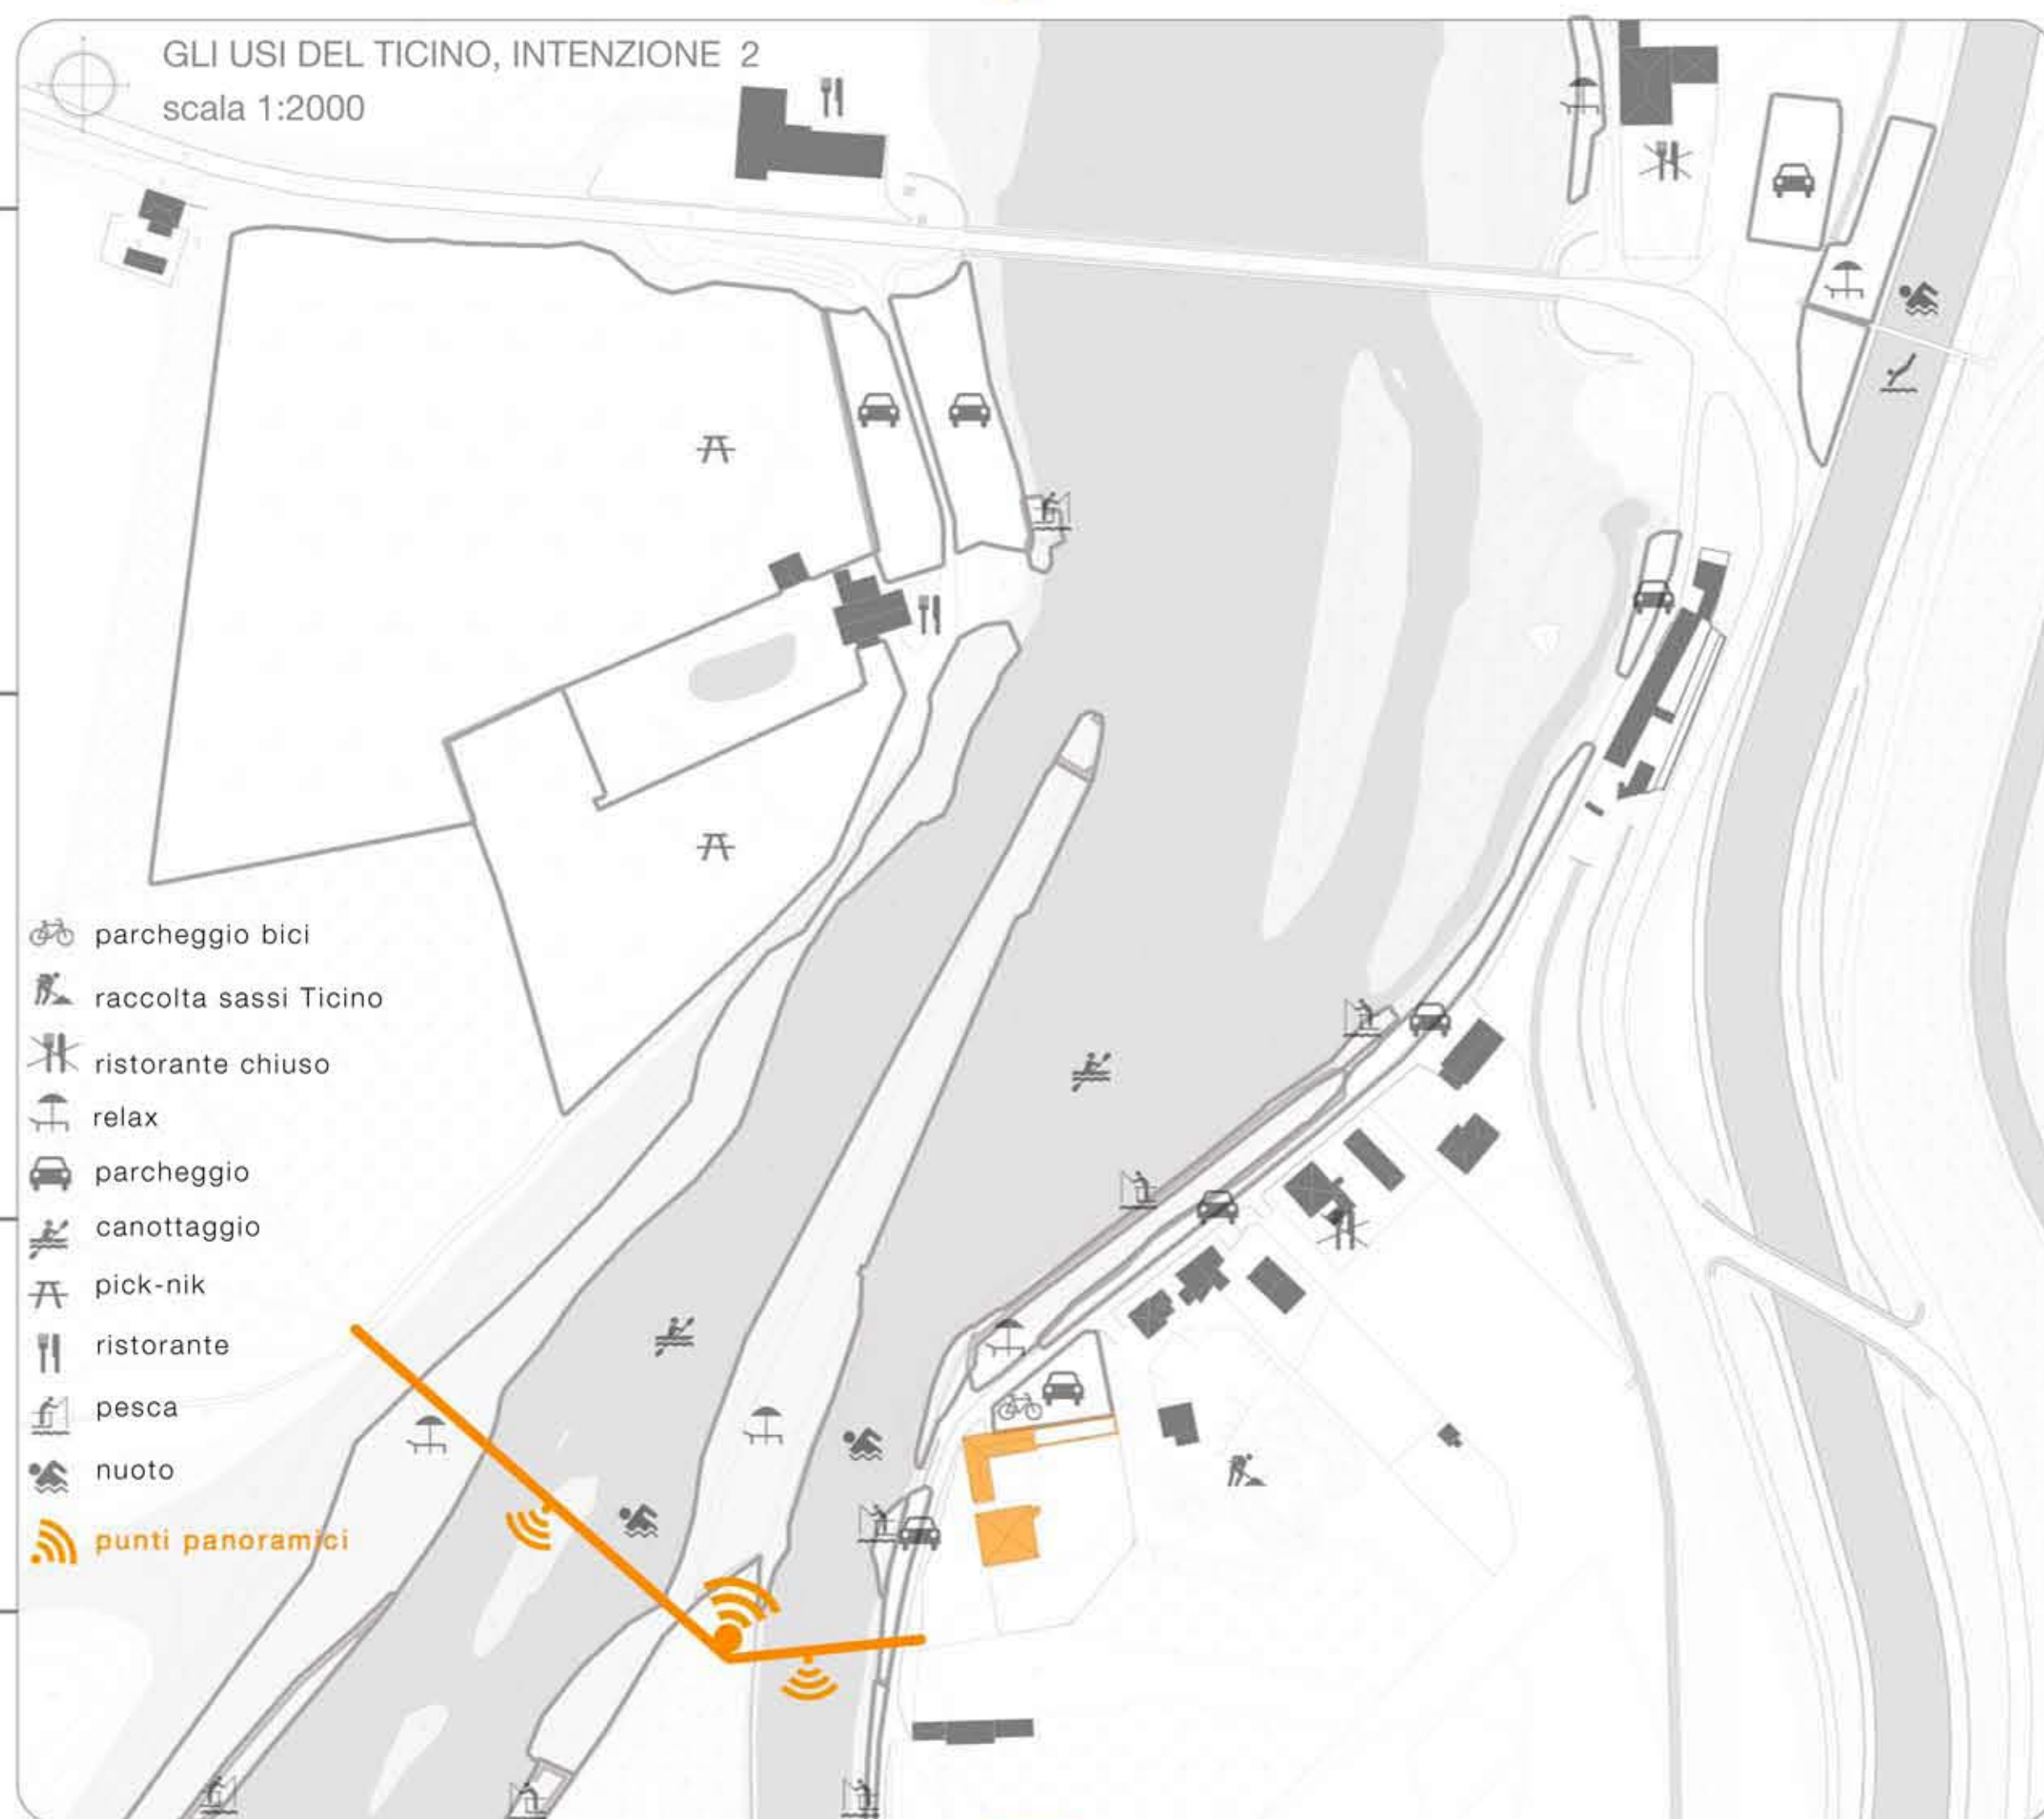 GLI USI DEL TICINO, INTENZIONE 2
scala 1:2000
parcheggio bici
raccolta sassi Ticino
ristorante chiuso
relax
parcheggio
canottaggio
pick-nik
ristorante
pesca
nuoto
punti panoramici